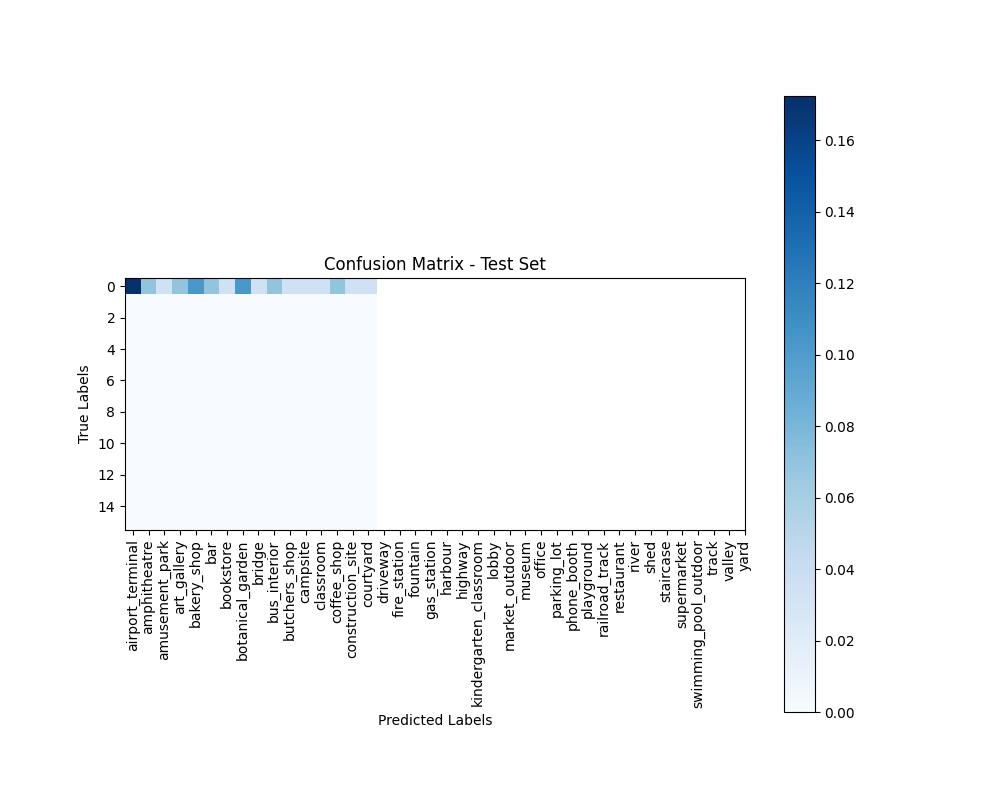 Confusion Matrix - Test Set
True Labels
0
2
4
6
8
10
12
14
airport_terminal
amphitheatre
amusement_park
art_gallery
bakery_shop
bar
bookstore
botanical_garden
bridge
bus_interior
butchers_shop
campsite
classroom
coffee_shop
construction_site
courtyard
driveway
fire_station
fountain
gas_station
harbour
highway
kindergarten_classroom
lobby
market_outdoor
museum
office
parking_lot
phone_booth
playground
railroad_track
restaurant
river
shed
staircase
supermarket
swimming_pool_outdoor
track
valley
yard
Predicted Labels
0.16
0.14
0.12
0.10
0.08
0.06
0.04
0.02
0.00